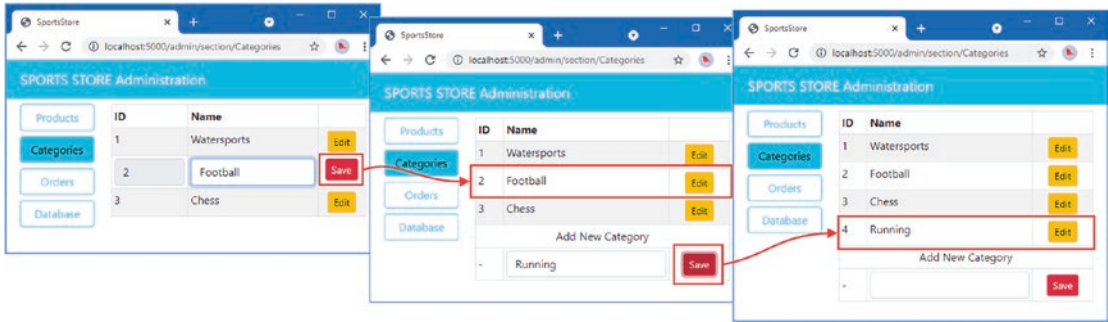 SportsStore
localhost:5000/admin/section/Categories
SPORTS STORE Administration
Products
Categories
Orders
Database
ID Name
1 Watersports Edit
2 Football Save
3 Chess Edit
SportsStore
localhost:5000/admin/section/Categories
SPORTS STORE Administration
Products
Categories
Orders
Database
ID Name
1 Watersports Edit
2 Football Edit
3 Chess Edit
Add New Category
- Running Save
SportsStore
localhost:5000/admin/section/Categories
SPORTS STORE Administration
Products
Categories
Orders
Database
ID Name
1 Watersports Edit
2 Football Edit
3 Chess Edit
4 Running Edit
Add New Category
- Save